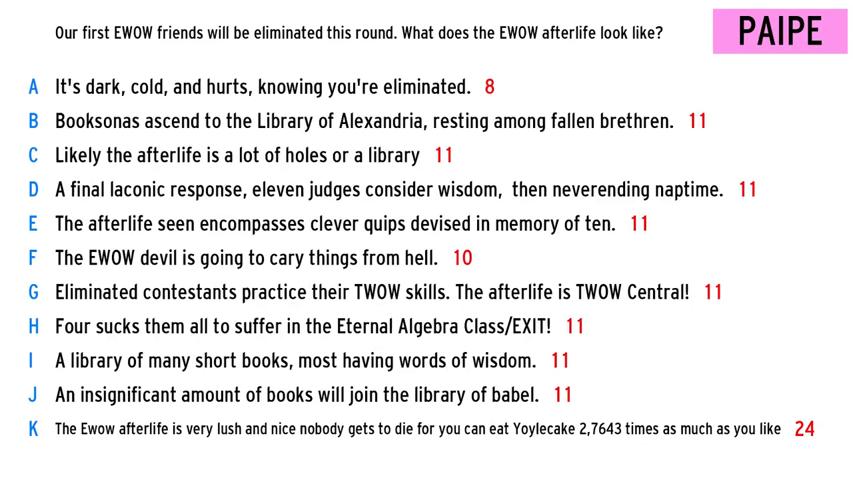 Our first EWOW friends will be eliminated this round. What does the EWOW afterlife look like?
PAIPE
A It's dark, cold, and hurts, knowing you're eliminated. 8
B Booksonas ascend to the Library of Alexandria, resting among fallen brethren. 11
C Likely the afterlife is a lot of holes or a library 11
D A final laconic response, eleven judges consider wisdom, then neverending naptime. 11
E The afterlife seen encompasses clever quips devised in memory of ten. 11
F The EWOW devil is going to cary things from hell. 10
G Eliminated contestants practice their TWOW skills. The afterlife is TWOW Central! 11
H Four sucks them all to suffer in the Eternal Algebra Class/EXIT! 11
I A library of many short books, most having words of wisdom. 11
J An insignificant amount of books will join the library of babel. 11
K The Ewow afterlife is very lush and nice nobody gets to die for you can eat Yoylecake 2,7643 times as much as you like 24